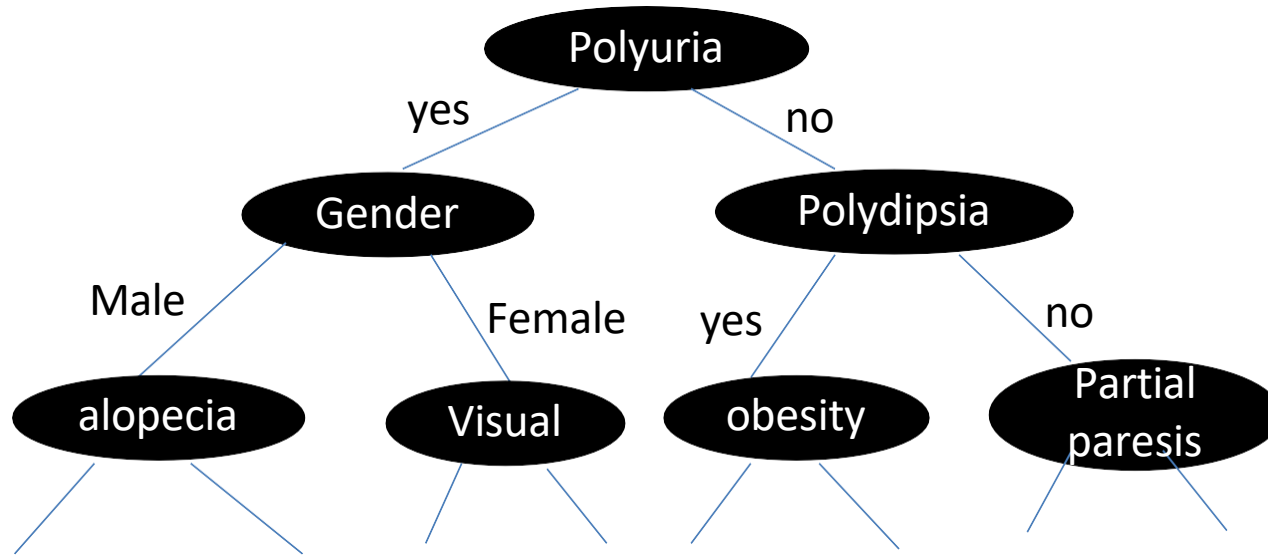 Polyuria
yes
no
Gender
Polydipsia
Male
Female
yes
no
alopecia
Visual
obesity
Partial
paresis